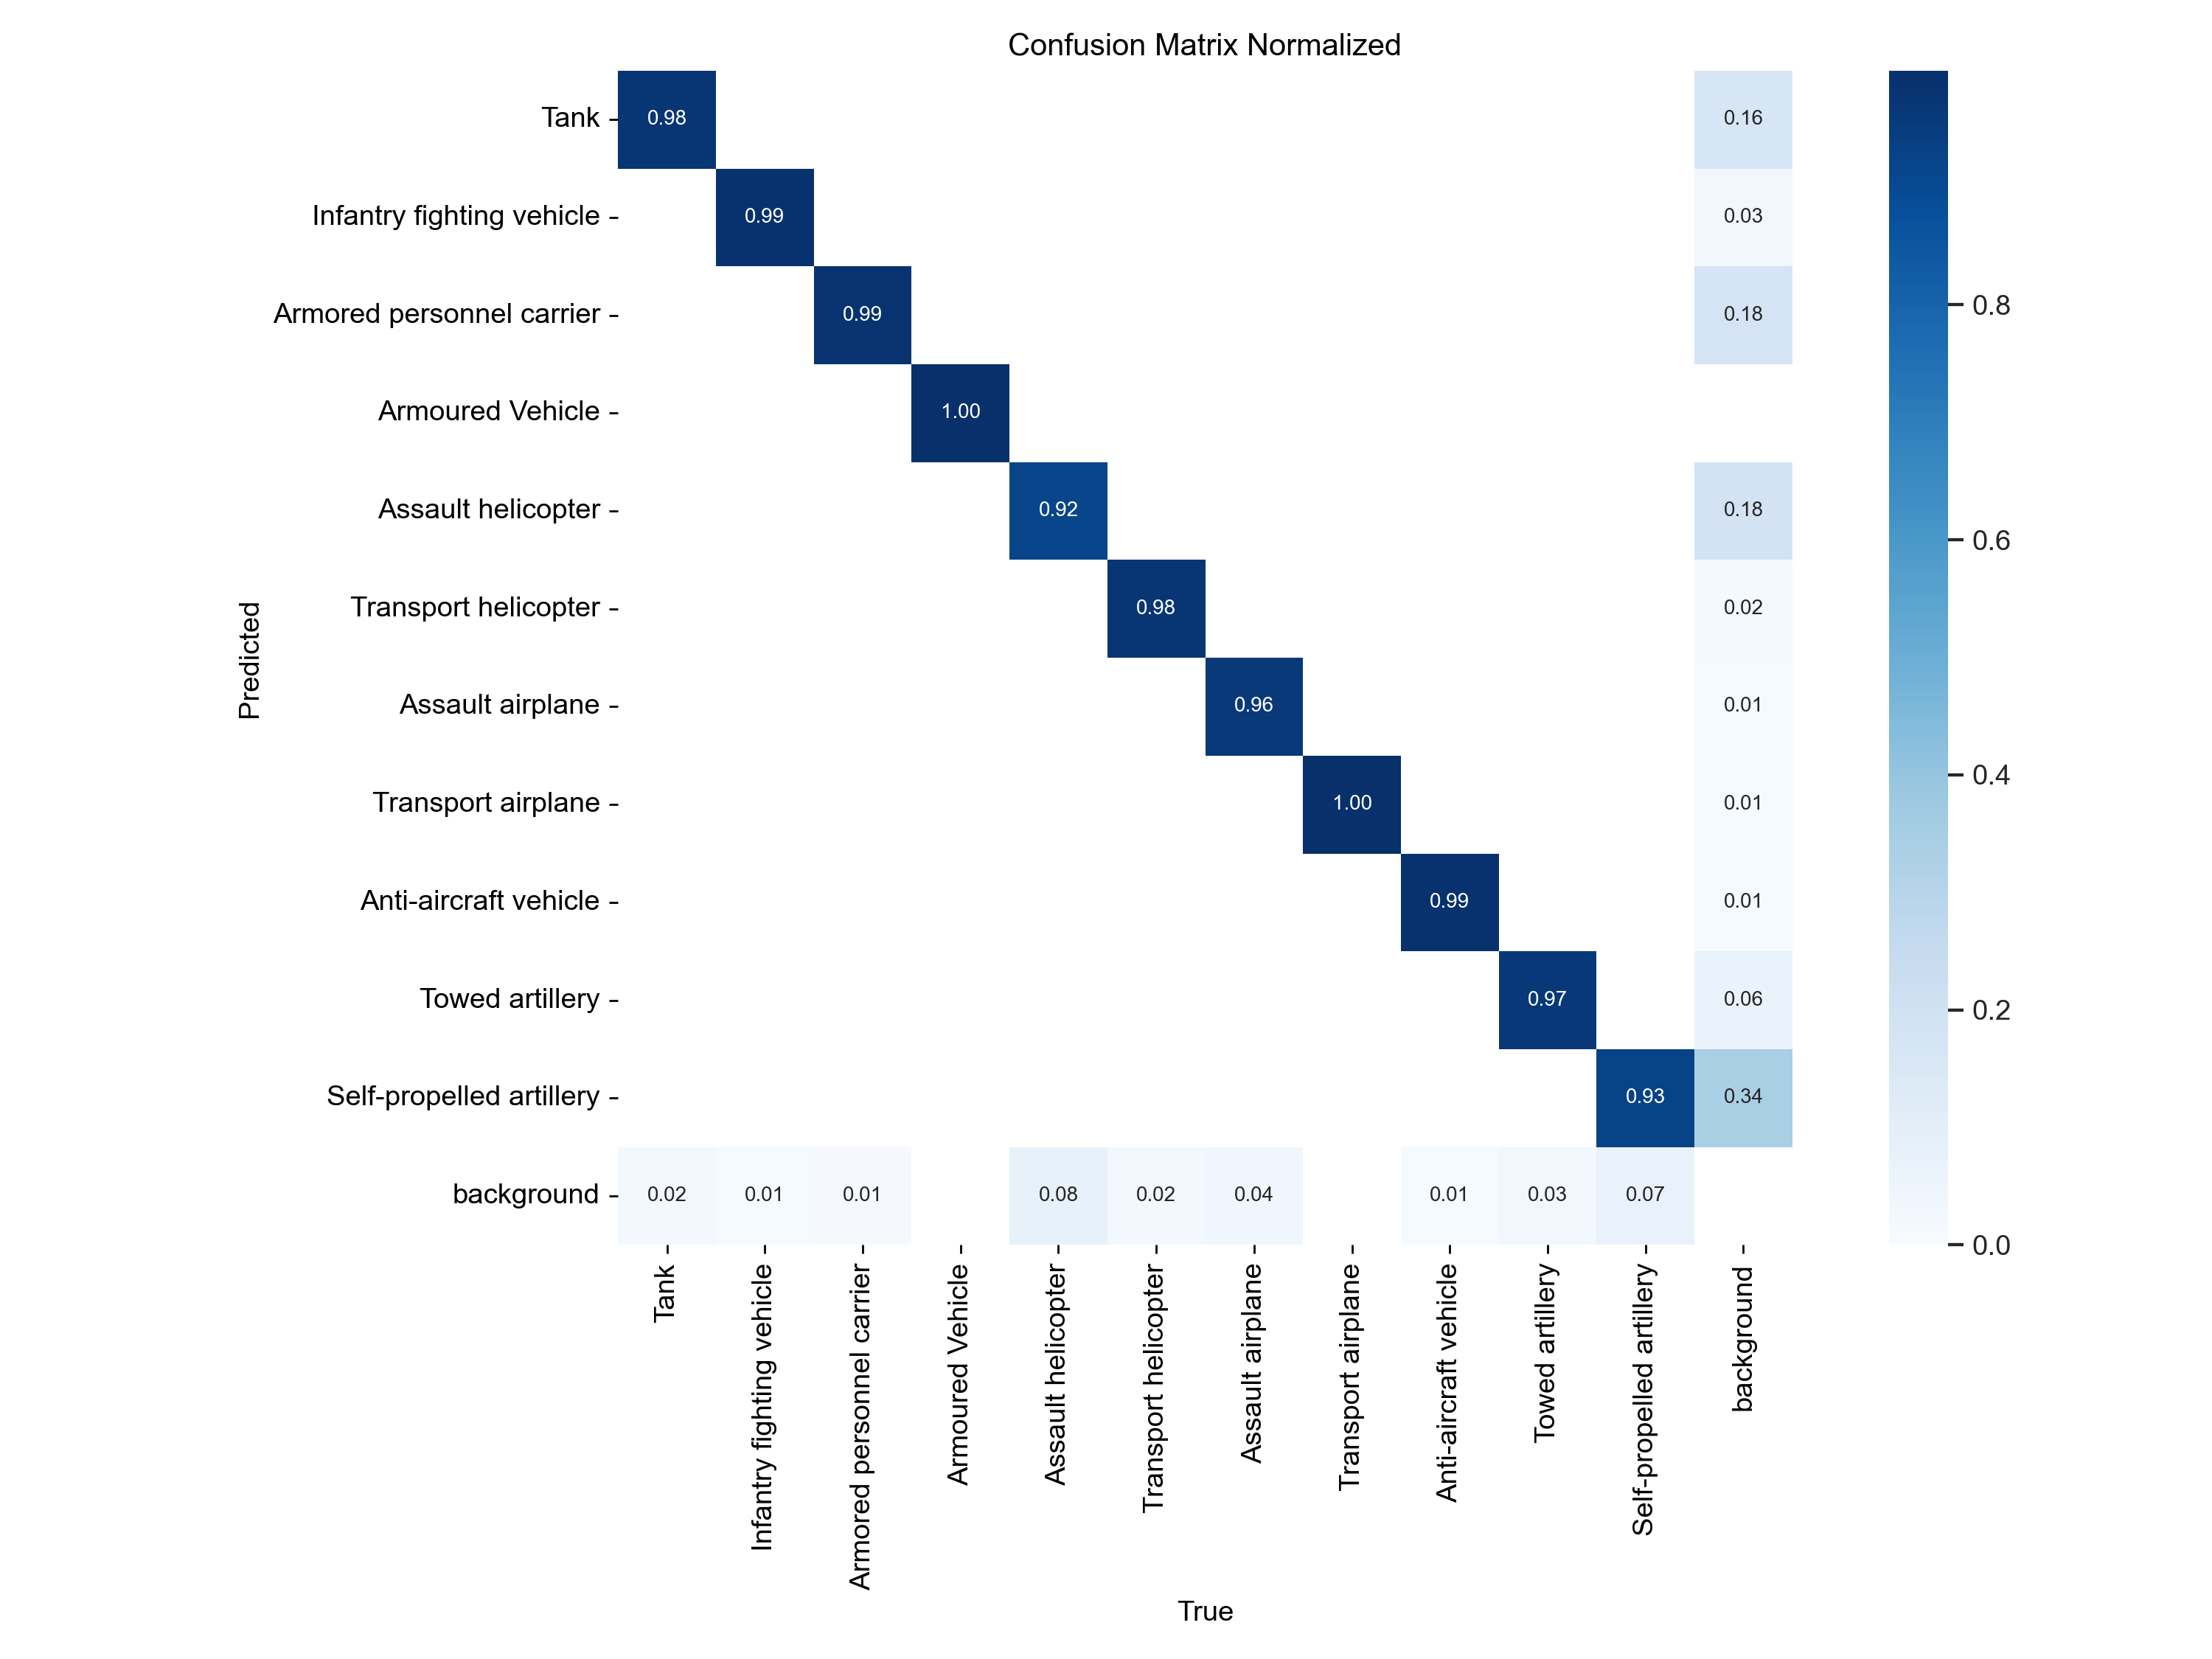 Confusion Matrix Normalized
Tank 0.98 0.16
Infantry fighting vehicle 0.99 0.03
Armored personnel carrier 0.99 0.18
0.8
Armoured Vehicle 1.00
Assault helicopter 0.92 0.18
0.6
Transport helicopter 0.98 0.02
Predicted
Assault airplane 0.96 0.01
0.4
Transport airplane 1.00 0.01
Anti-aircraft vehicle 0.99 0.01
Towed artillery 0.97 0.06
0.2
Self-propelled artillery 0.93 0.34
background 0.02 0.01 0.01 0.08 0.02 0.04 0.01 0.03 0.07
0.0
Tank
Infantry fighting vehicle
Armored personnel carrier
Armoured Vehicle
Assault helicopter
Transport helicopter
Assault airplane
Transport airplane
Anti-aircraft vehicle
Towed artillery
Self-propelled artillery
background
True